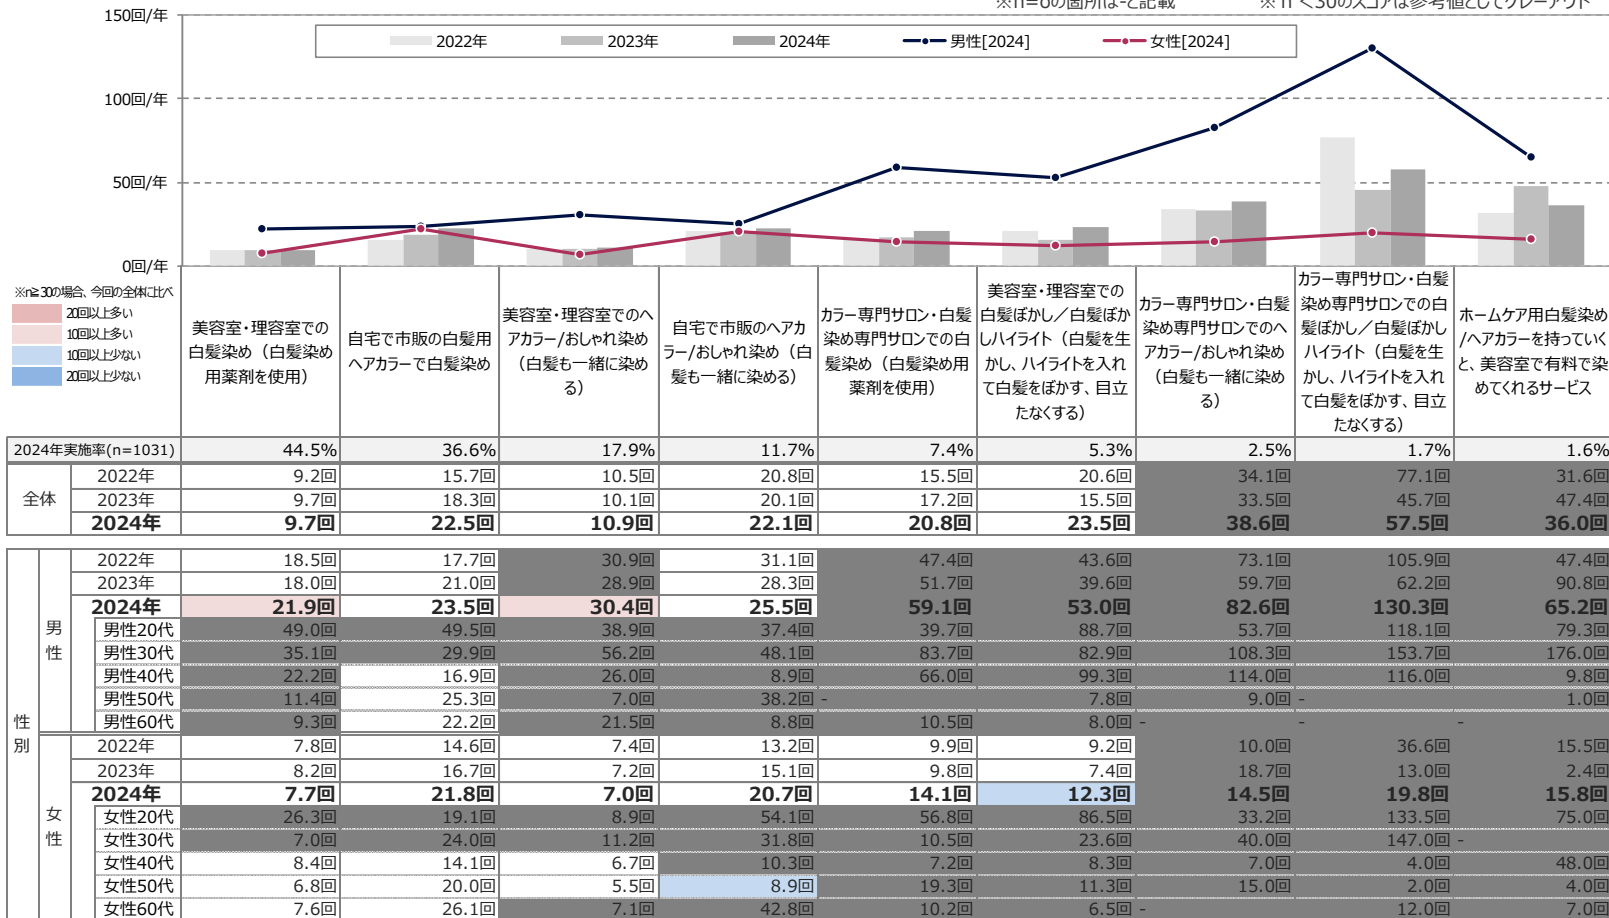 ※n=0の箇所は-と記載 ※n<30のスコアは参考値としてグレーアウト
150回/年
2022年 2023年 2024年 男性[2024] 女性[2024]
100回/年
50回/年
0回/年
※n≧30の場合、今回の全体に比べ
20回以上多い
10回以上多い
10回以上少ない
20回以上少ない
美容室・理容室での
白髪染め（白髪染め
用薬剤を使用）
自宅で市販の白髪用
ヘアカラーで白髪染め
美容室・理容室でのヘ
アカラー/おしゃれ染め
（白髪も一緒に染め
る）
自宅で市販のヘアカ
ラー/おしゃれ染め（白
髪も一緒に染める）
カラー専門サロン・白髪
染め専門サロンでの白
髪染め（白髪染め用
薬剤を使用）
美容室・理容室での
白髪ぼかし／白髪ぼか
しハイライト（白髪を生
かし、ハイライトを入れ
て白髪をぼかす、目立
たなくする）
カラー専門サロン・白髪
染め専門サロンでのヘ
アカラー/おしゃれ染め
（白髪も一緒に染め
る）
カラー専門サロン・白髪
染め専門サロンでの白
髪ぼかし／白髪ぼかし
ハイライト（白髪を生
かし、ハイライトを入れ
て白髪をぼかす、目立
たなくする）
ホームケア用白髪染め
/ヘアカラーを持っていく
と、美容室で有料で染
めてくれるサービス
2024年実施率(n=1031) 44.5% 36.6% 17.9% 11.7% 7.4% 5.3% 2.5% 1.7% 1.6%
全体
2022年 9.2回 15.7回 10.5回 20.8回 15.5回 20.6回 34.1回 77.1回 31.6回
2023年 9.7回 18.3回 10.1回 20.1回 17.2回 15.5回 33.5回 45.7回 47.4回
2024年 9.7回 22.5回 10.9回 22.1回 20.8回 23.5回 38.6回 57.5回 36.0回
性別
男性
2022年 18.5回 17.7回 30.9回 31.1回 47.4回 43.6回 73.1回 105.9回 47.4回
2023年 18.0回 21.0回 28.9回 28.3回 51.7回 39.6回 59.7回 62.2回 90.8回
2024年 21.9回 23.5回 30.4回 25.5回 59.1回 53.0回 82.6回 130.3回 65.2回
男性20代 49.0回 49.5回 38.9回 37.4回 39.7回 88.7回 53.7回 118.1回 79.3回
男性30代 35.1回 29.9回 56.2回 48.1回 83.7回 82.9回 108.3回 153.7回 176.0回
男性40代 22.2回 16.9回 26.0回 8.9回 66.0回 99.3回 114.0回 116.0回 9.8回
男性50代 11.4回 25.3回 7.0回 38.2回 - 7.8回 9.0回 - 1.0回
男性60代 9.3回 22.2回 21.5回 8.8回 10.5回 8.0回 - - -
女性
2022年 7.8回 14.6回 7.4回 13.2回 9.9回 9.2回 10.0回 36.6回 15.5回
2023年 8.2回 16.7回 7.2回 15.1回 9.8回 7.4回 18.7回 13.0回 2.4回
2024年 7.7回 21.8回 7.0回 20.7回 14.1回 12.3回 14.5回 19.8回 15.8回
女性20代 26.3回 19.1回 8.9回 54.1回 56.8回 86.5回 33.2回 133.5回 75.0回
女性30代 7.0回 24.0回 11.2回 31.8回 10.5回 23.6回 40.0回 147.0回 -
女性40代 8.4回 14.1回 6.7回 10.3回 7.2回 8.3回 7.0回 4.0回 48.0回
女性50代 6.8回 20.0回 5.5回 8.9回 19.3回 11.3回 15.0回 2.0回 4.0回
女性60代 7.6回 26.1回 7.1回 42.8回 10.2回 6.5回 - 12.0回 7.0回